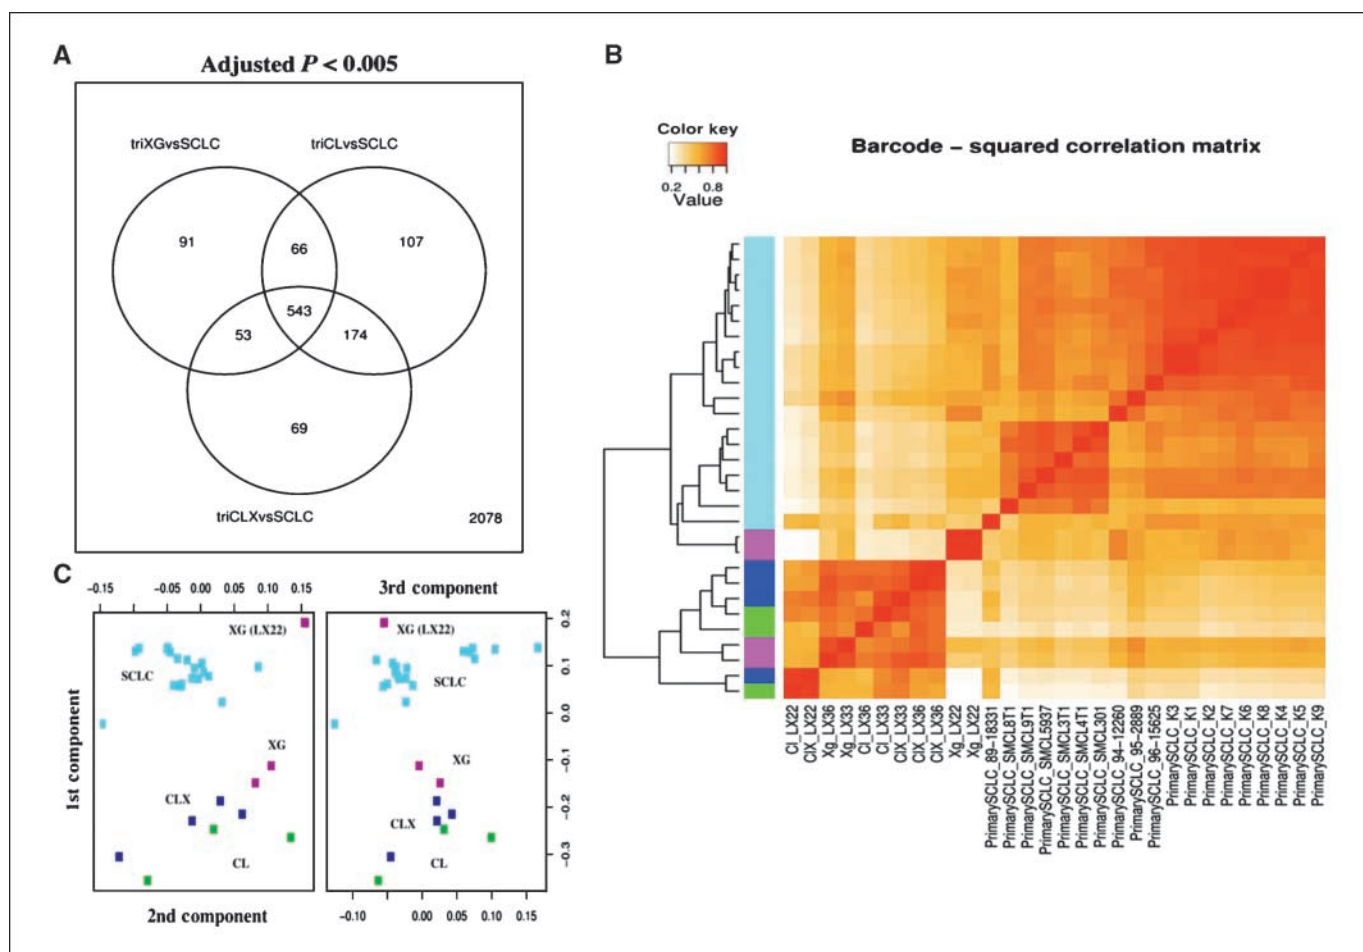 A
Adjusted P < 0.005
triXGvsSCLC
triCLvsSCLC
91
66
107
543
53
174
69
triCLXvsSCLC
2078
B
Color key
0.2 0.8
Value
Barcode – squared correlation matrix
Cl_LX22
ClX_LX22
Xg_LX36
Xg_LX33
Cl_LX36
Cl_LX33
ClX_LX33
ClX_LX36
ClX_LX36
Xg_LX22
Xg_LX22
PrimarySCLC_89-18331
PrimarySCLC_SMCL8T1
PrimarySCLC_SMCL9T1
PrimarySCLC_SMCL5937
PrimarySCLC_SMCL3T1
PrimarySCLC_SMCL4T1
PrimarySCLC_SMCL301
PrimarySCLC_94-12260
PrimarySCLC_95-2889
PrimarySCLC_96-15625
PrimarySCLC_K3
PrimarySCLC_K1
PrimarySCLC_K2
PrimarySCLC_K7
PrimarySCLC_K6
PrimarySCLC_K8
PrimarySCLC_K4
PrimarySCLC_K5
PrimarySCLC_K9
C
–0.15 –0.05 0.00 0.05 0.15
3rd component
XG (LX22)
SCLC
XG
CLX
CL
1st component
2nd component
XG (LX22)
SCLC
XG
CLX
CL
0.2
0.1
0.0
–0.1
–0.2
–0.3
–0.10 0.00 0.05 0.10 0.15